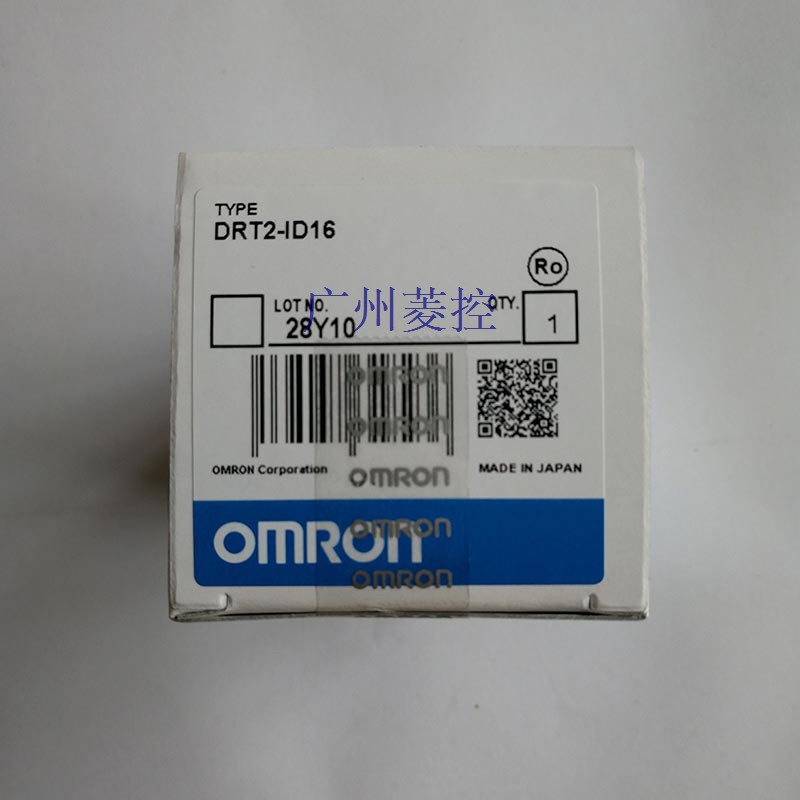 TYPE
DRT2-ID16
Ro
LOT NO. QTY.
28Y10 1
广州菱控
OMRON
OMRON
OMRON Corporation OMRON MADE IN JAPAN
OMRON OMRON
OMRON